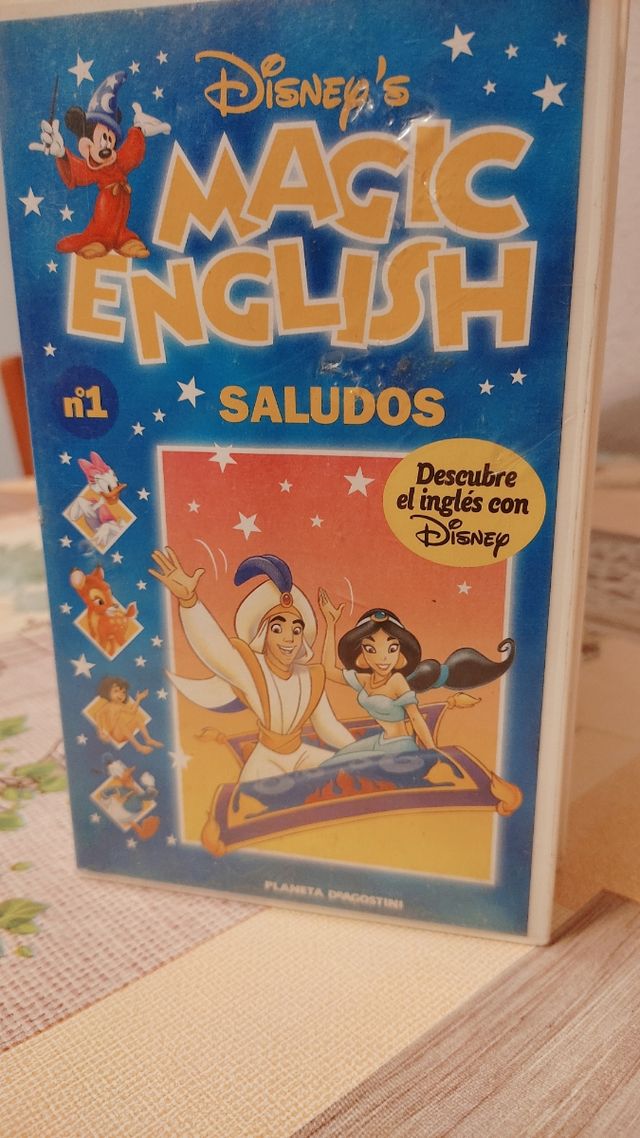 Disney's
MAGIC
ENGLISH
nº1
SALUDOS
Descubre
el inglés con
Disney
PLANETA DeAGOSTINI